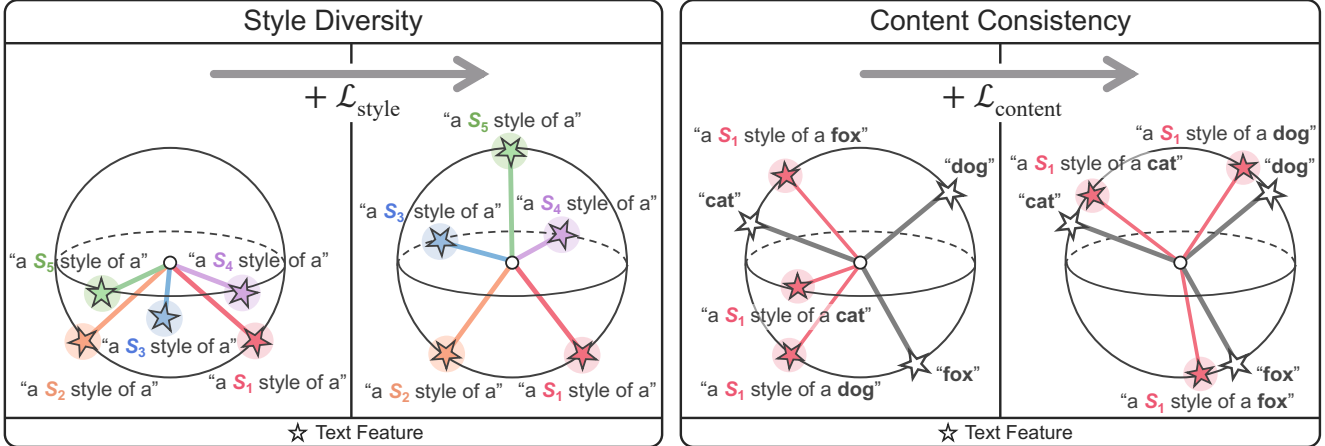 Style Diversity
+ ℒstyle
“a S5 style of a”
“a S4 style of a”
“a S3 style of a”
“a S2 style of a”
“a S1 style of a”
“a S5 style of a”
“a S3 style of a”
“a S4 style of a”
“a S2 style of a”
“a S1 style of a”
☆ Text Feature
Content Consistency
+ ℒcontent
“a S1 style of a fox”
“dog”
“cat”
“a S1 style of a cat”
“a S1 style of a dog”
“fox”
“a S1 style of a dog”
“a S1 style of a cat”
“dog”
“cat”
“fox”
“a S1 style of a fox”
☆ Text Feature